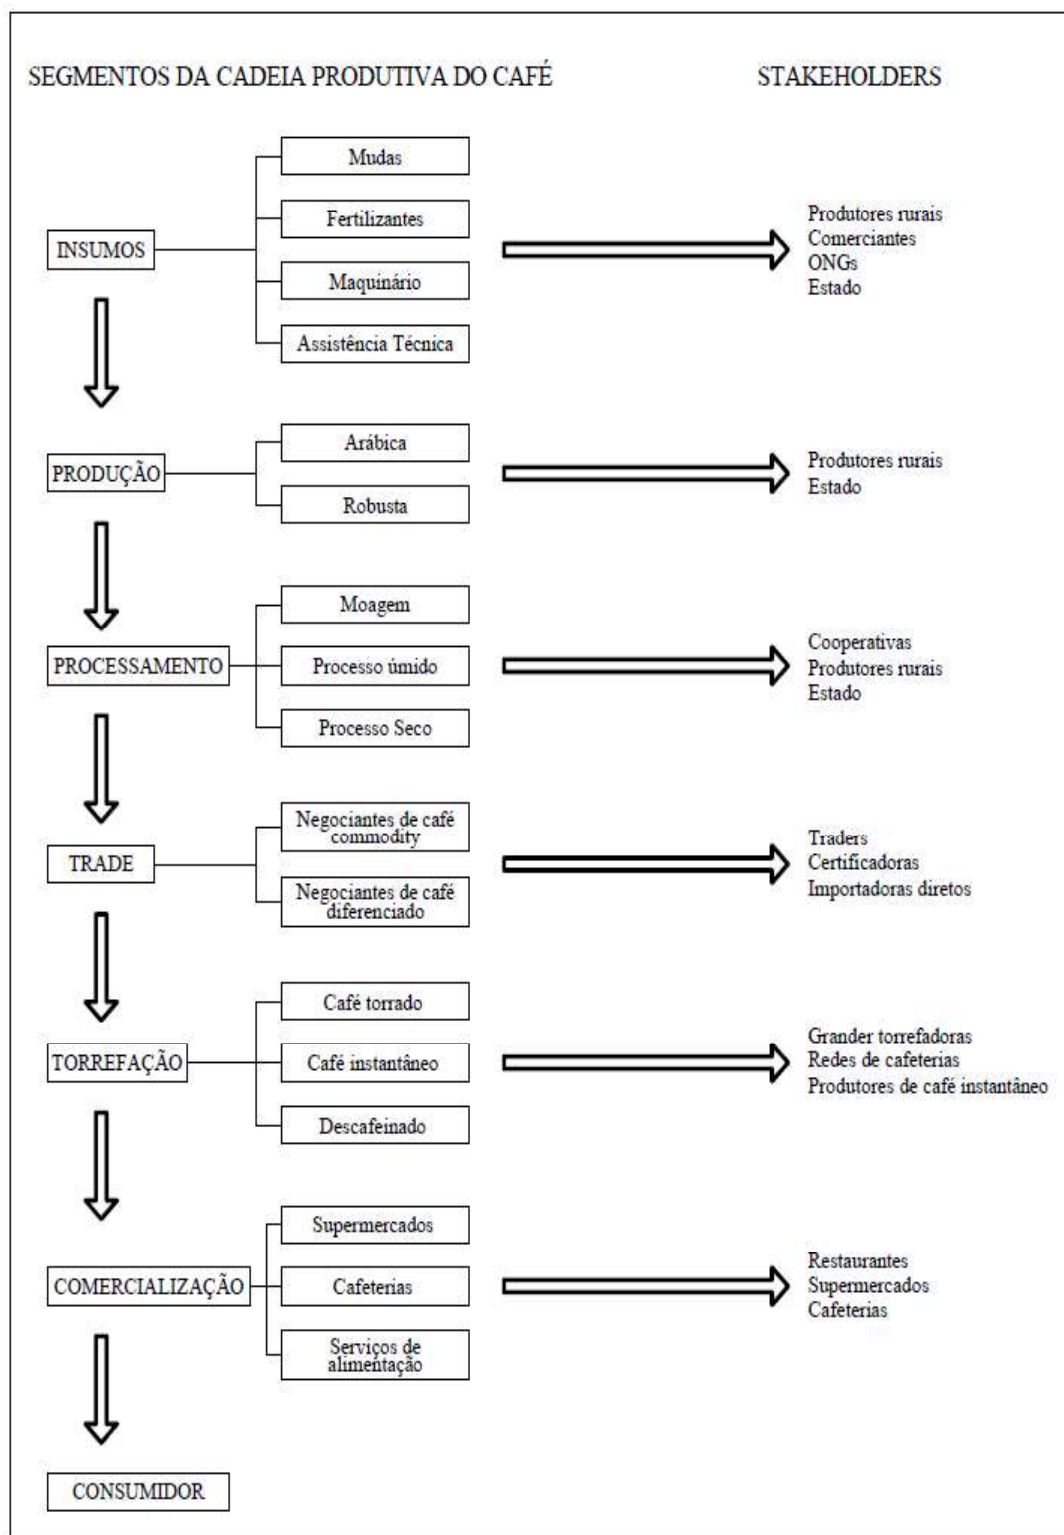 SEGMENTOS DA CADEIA PRODUTIVA DO CAFÉ
STAKEHOLDERS
INSUMOS
Mudas
Fertilizantes
Maquinário
Assistência Técnica
Produtores rurais
Comerciantes
ONGs
Estado
PRODUÇÃO
Arábica
Robusta
Produtores rurais
Estado
PROCESSAMENTO
Moagem
Processo úmido
Processo Seco
Cooperativas
Produtores rurais
Estado
TRADE
Negociantes de café
commodity
Negociantes de café
diferenciado
Traders
Certificadoras
Importadoras diretos
TORREFAÇÃO
Café torrado
Café instantâneo
Descafeinado
Grander torrefadoras
Redes de cafeterias
Produtores de café instantâneo
COMERCIALIZAÇÃO
Supermercados
Cafeterias
Serviços de
alimentação
Restaurantes
Supermercados
Cafeterias
CONSUMIDOR